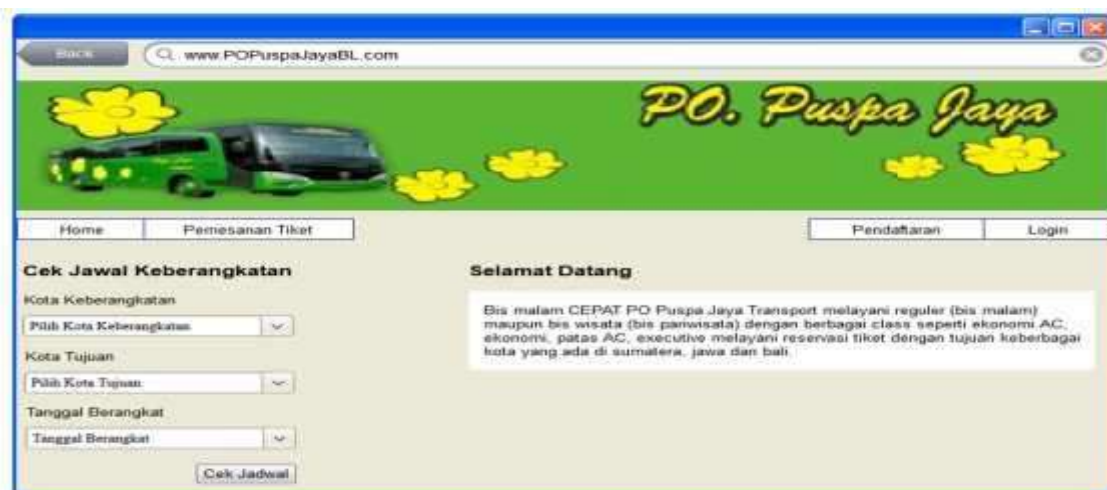 Back
www.POPuspaJayaBL.com
PO. Puspa Jaya
Home
Pemesanan Tiket
Pendaftaran
Login
Cek Jawal Keberangkatan
Selamat Datang
Kota Keberangkatan
Pilih Kota Keberangkatan
Kota Tujuan
Pilih Kota Tujuan
Tanggal Berangkat
Tanggal Berangkat
Cek Jadwal
Bis malam CEPAT PO Puspa Jaya Transport melayani reguler (bis malam)
maupun bis wisata (bis pariwisata) dengan berbagai class seperti ekonomi AC,
ekonomi, patas AC, executive melayani reservasi tiket dengan tujuan keberbagai
kota yang ada di sumatera, jawa dan bali.